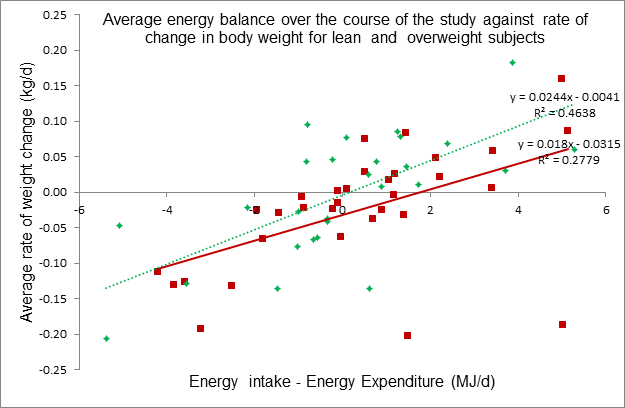 Average energy balance over the course of the study against rate of
change in body weight for lean and overweight subjects
Average rate of weight change (kg/d)
0.25
0.20
0.15
0.10
0.05
0.00
-0.05
-0.10
-0.15
-0.20
-0.25
-6
-4
-2
0
2
4
6
y = 0.0244x - 0.0041
R² = 0.4638
y = 0.018x - 0.0315
R² = 0.2779
Energy intake - Energy Expenditure (MJ/d)